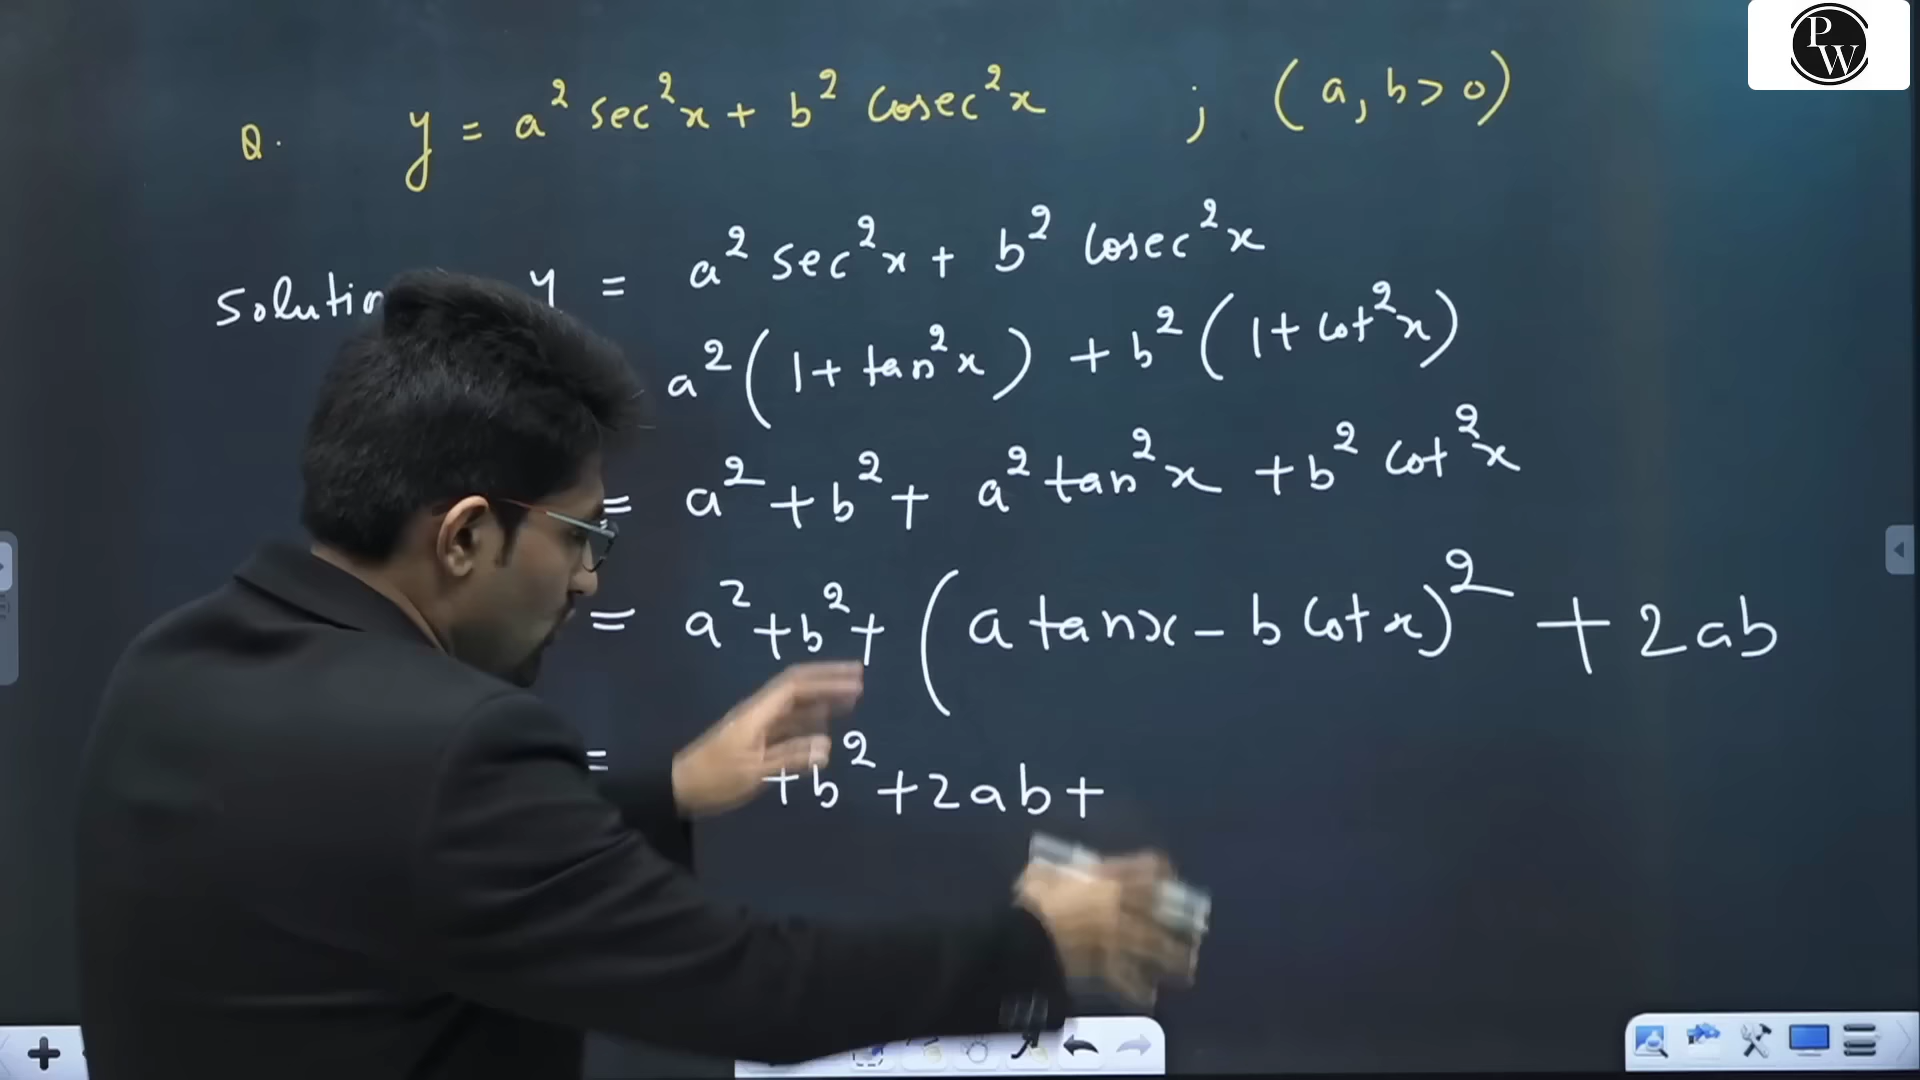 PW
Q. y = a² sec²x + b² cosec²x ; (a, b > 0)
y = a² sec²x + b² cosec²x
a² (1 + tan²x) + b² (1 + cot²x)
= a² + b² + a² tan²x + b² cot²x
= a² + b² + (a tanx - b cot x)² + 2ab
= + b² + 2ab +